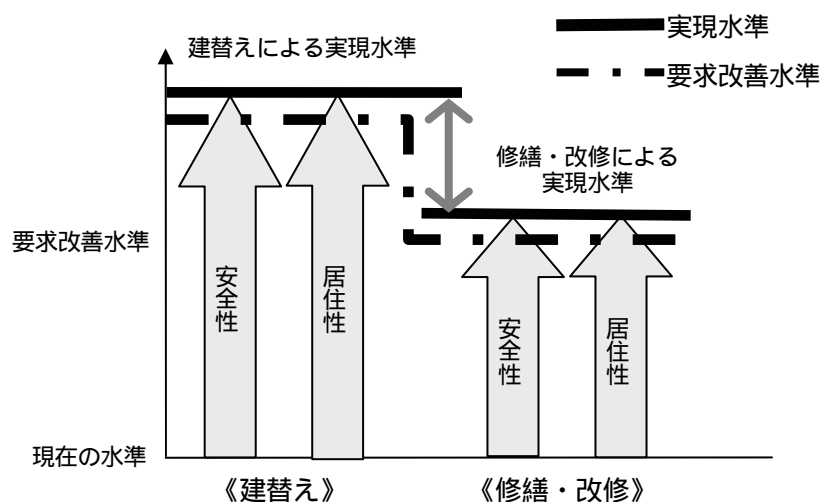 実現水準
要求改善水準
建替えによる実現水準
修繕・改修による
実現水準
要求改善水準
安全性
居住性
安全性
居住性
現在の水準
《建替え》
《修繕・改修》